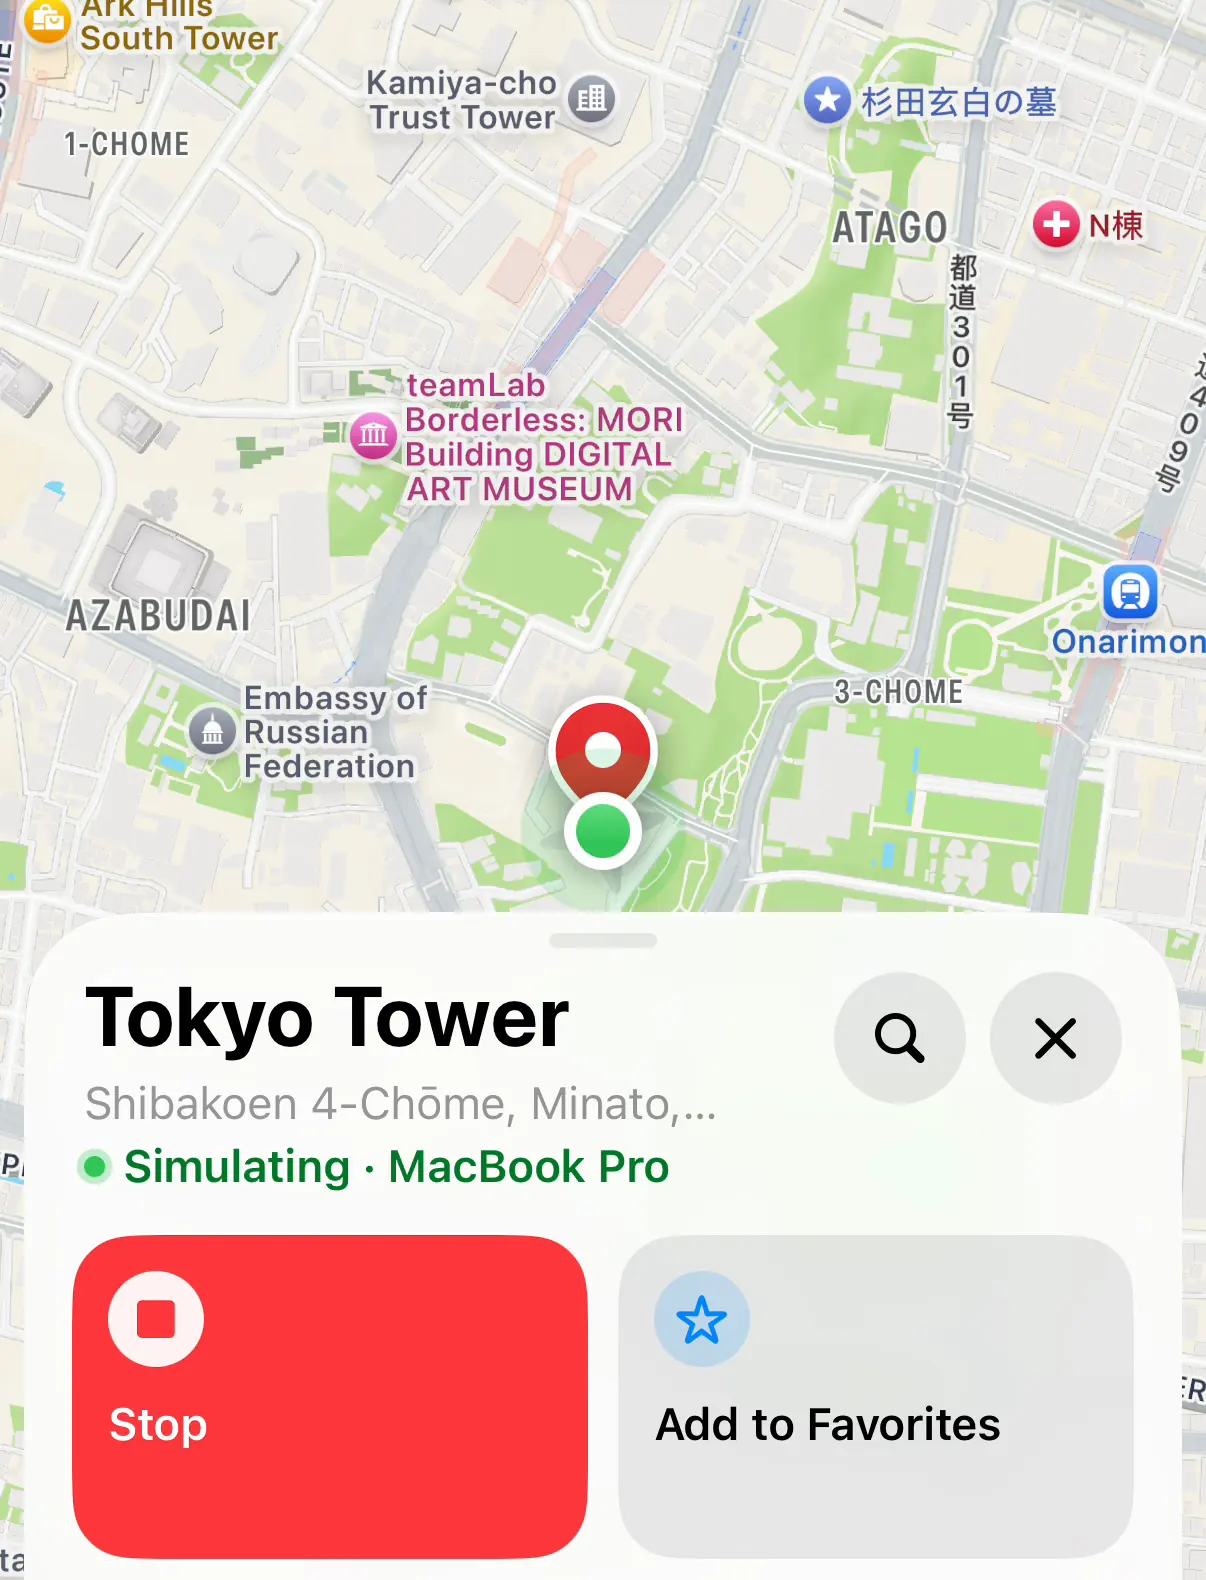 Ark Hills
South Tower
Kamiya-cho
Trust Tower
杉田玄白の墓
1-CHOME
ATAGO
N棟
都道301号
teamLab
Borderless: MORI
Building DIGITAL
ART MUSEUM
409号
AZABUDAI
Onarimon
Embassy of
Russian
Federation
3-CHOME
Tokyo Tower
Shibakoen 4-Chōme, Minato,...
Simulating · MacBook Pro
Stop
Add to Favorites